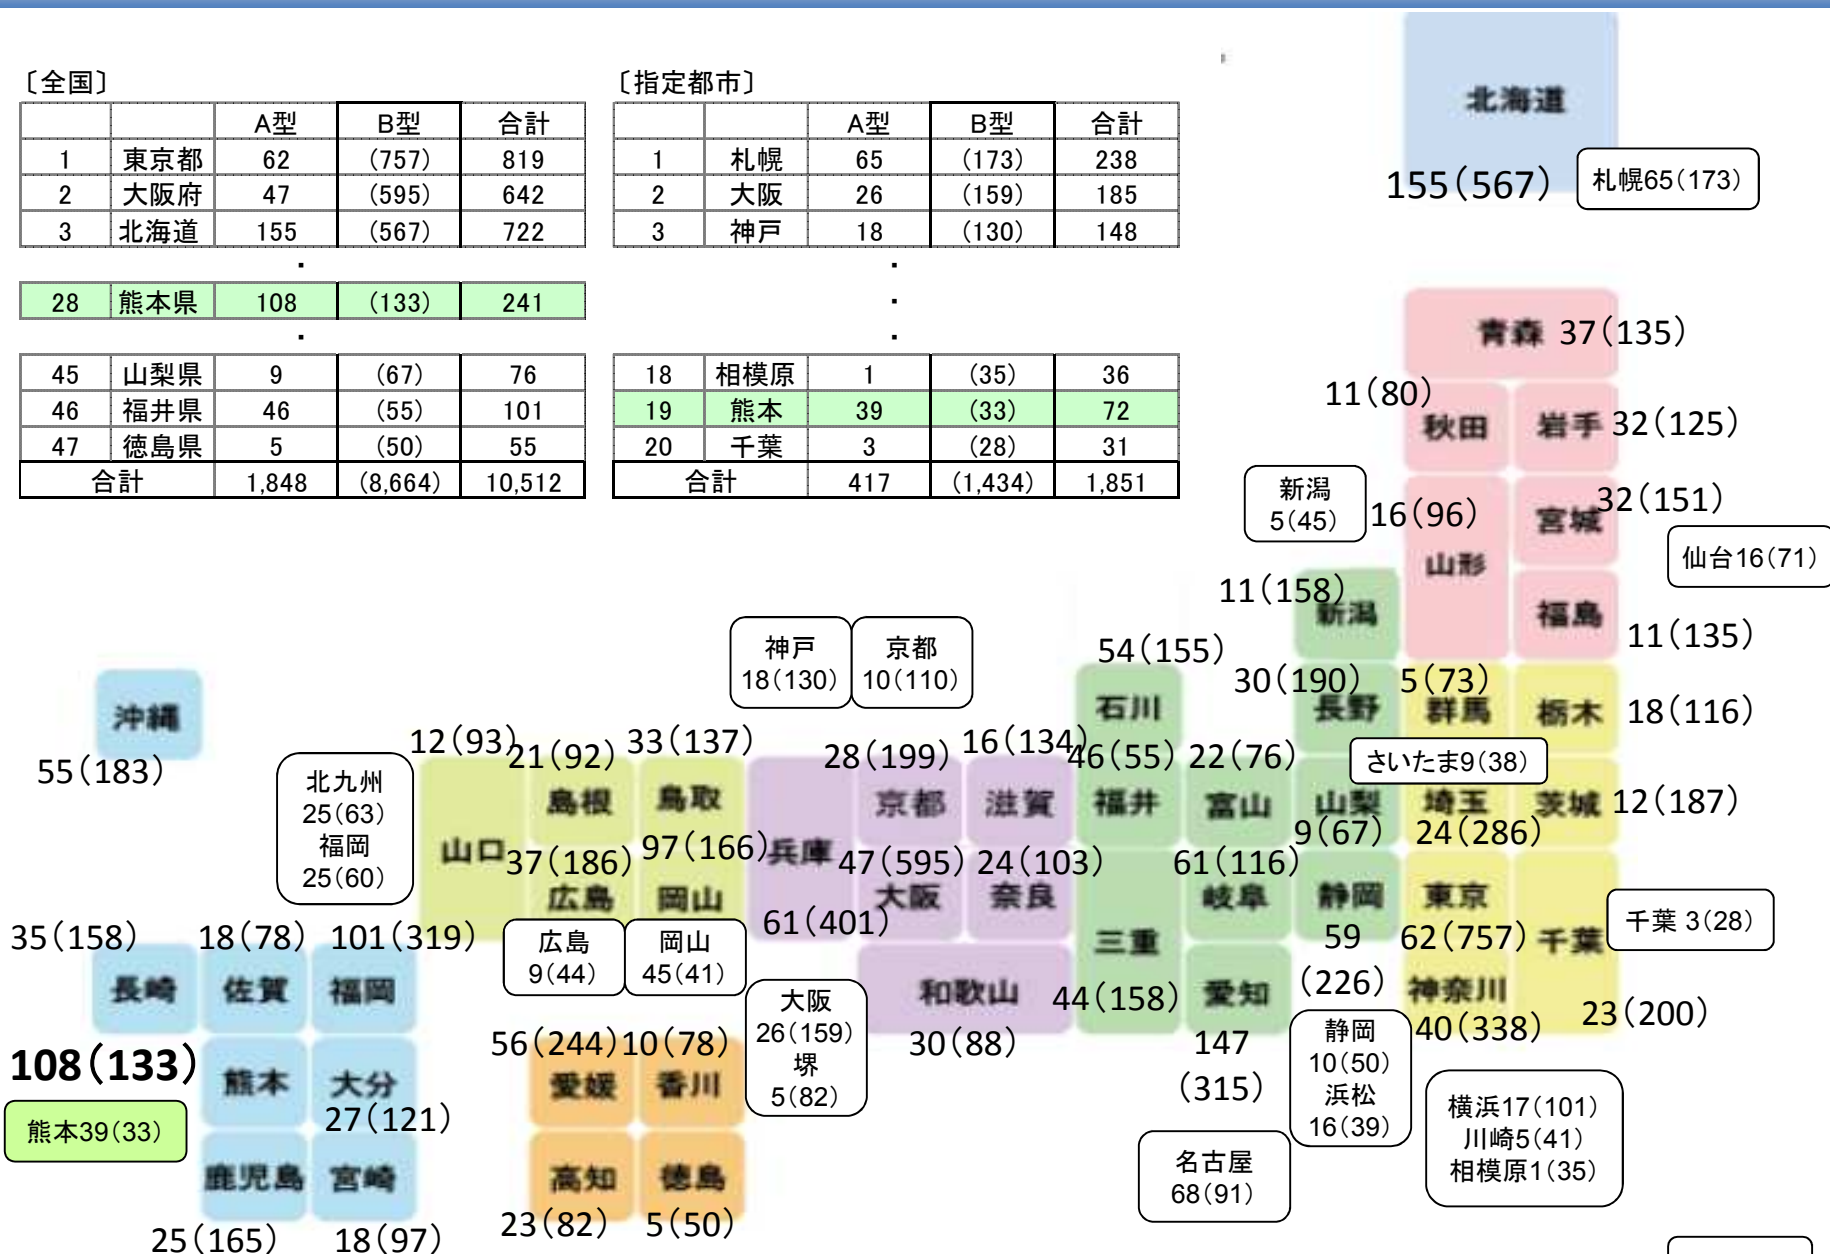 〔全国〕
A型 B型 合計
1 東京都 62 (757) 819
2 大阪府 47 (595) 642
3 北海道 155 (567) 722
・
28 熊本県 108 (133) 241
・
45 山梨県 9 (67) 76
46 福井県 46 (55) 101
47 徳島県 5 (50) 55
合計 1,848 (8,664) 10,512
〔指定都市〕
A型 B型 合計
1 札幌 65 (173) 238
2 大阪 26 (159) 185
3 神戸 18 (130) 148
・
・
・
18 相模原 1 (35) 36
19 熊本 39 (33) 72
20 千葉 3 (28) 31
合計 417 (1,434) 1,851
北海道
155(567)
札幌65(173)
青森 37(135)
11(80)
秋田
岩手 32(125)
新潟
5(45)
16(96)
山形
32(151)
宮城
仙台16(71)
11(158)
新潟
福島
11(135)
神戸
18(130)
京都
10(110)
54(155)
石川
30(190)
長野
5(73)
群馬
栃木 18(116)
沖縄
55(183)
12(93)
山口
21(92)
島根
33(137)
鳥取
28(199)
京都
16(134)
滋賀
46(55)
福井
22(76)
富山
さいたま9(38)
山梨
9(67)
埼玉
24(286)
茨城 12(187)
北九州
25(63)
福岡
25(60)
37(186)
広島
97(166)
岡山
兵庫
61(401)
47(595)
大阪
24(103)
奈良
61(116)
岐阜
静岡
59
(226)
東京
62(757)
千葉
千葉 3(28)
23(200)
35(158)
長崎
18(78)
佐賀
101(319)
福岡
広島
9(44)
岡山
45(41)
大阪
26(159)
堺
5(82)
和歌山
30(88)
三重
44(158)
愛知
147
(315)
静岡
10(50)
浜松
16(39)
神奈川
40(338)
108(133)
熊本
大分
27(121)
熊本39(33)
56(244)
愛媛
10(78)
香川
横浜17(101)
川崎5(41)
相模原1(35)
名古屋
68(91)
鹿児島
25(165)
宮崎
18(97)
高知
23(82)
徳島
5(50)